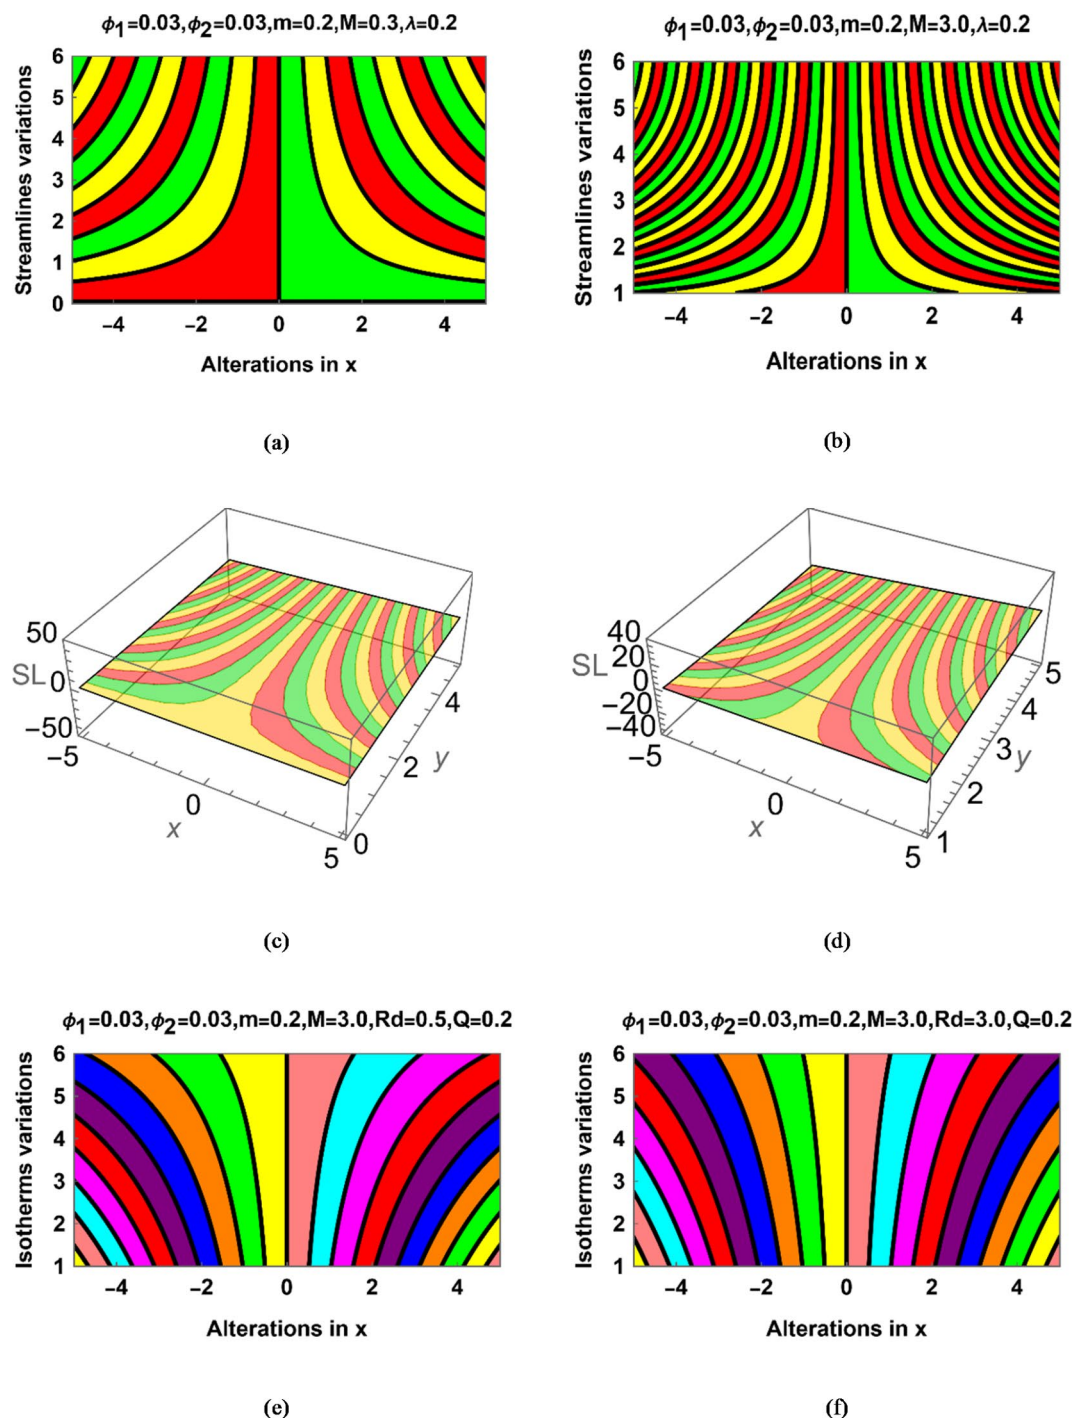 ϕ1=0.03,ϕ2=0.03,m=0.2,M=0.3,λ=0.2
Streamlines variations
6
5
4
3
2
1
0
−4 −2 0 2 4
Alterations in x
(a)
ϕ1=0.03,ϕ2=0.03,m=0.2,M=3.0,λ=0.2
Streamlines variations
6
5
4
3
2
1
−4 −2 0 2 4
Alterations in x
(b)
50
SL 0
−50
−5
0
x
5
0
2
y
4
(c)
40
20
SL 0
−20
−40
−5
0
x
5
1
2
3
y
4
5
(d)
ϕ1=0.03,ϕ2=0.03,m=0.2,M=3.0,Rd=0.5,Q=0.2
Isotherms variations
6
5
4
3
2
1
−4 −2 0 2 4
Alterations in x
(e)
ϕ1=0.03,ϕ2=0.03,m=0.2,M=3.0,Rd=3.0,Q=0.2
Isotherms variations
6
5
4
3
2
1
−4 −2 0 2 4
Alterations in x
(f)